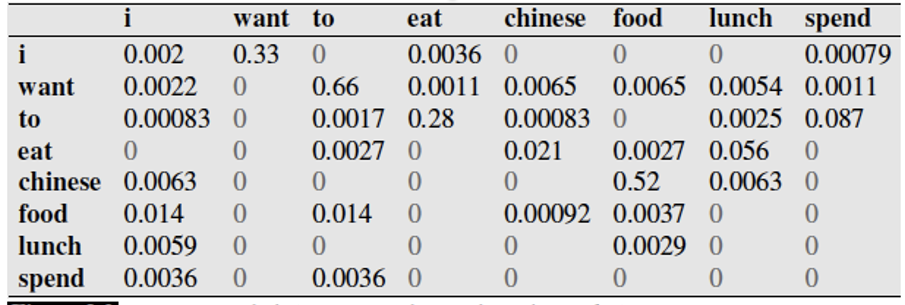 i want to eat chinese food lunch spend
i 0.002 0.33 0 0.0036 0 0 0 0.00079
want 0.0022 0 0.66 0.0011 0.0065 0.0065 0.0054 0.0011
to 0.00083 0 0.0017 0.28 0.00083 0 0.0025 0.087
eat 0 0 0.0027 0 0.021 0.0027 0.056 0
chinese 0.0063 0 0 0 0 0.52 0.0063 0
food 0.014 0 0.014 0 0.00092 0.0037 0 0
lunch 0.0059 0 0 0 0 0.0029 0 0
spend 0.0036 0 0.0036 0 0 0 0 0